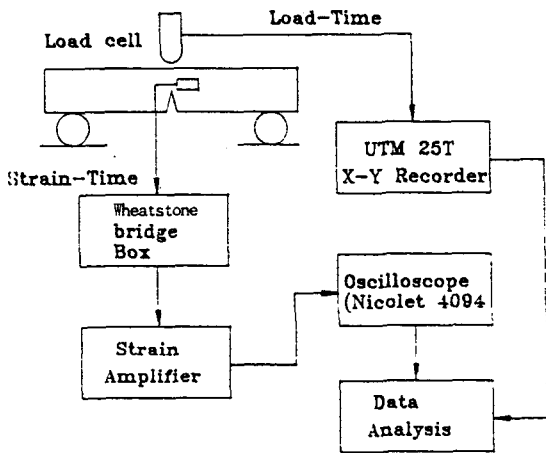 Load-Time
Load cell
UTM 25T
X-Y Recorder
Strain-Time
Wheatstone
bridge
Box
Oscilloscope
(Nicolet 4094
Strain
Amplifier
Data
Analysis